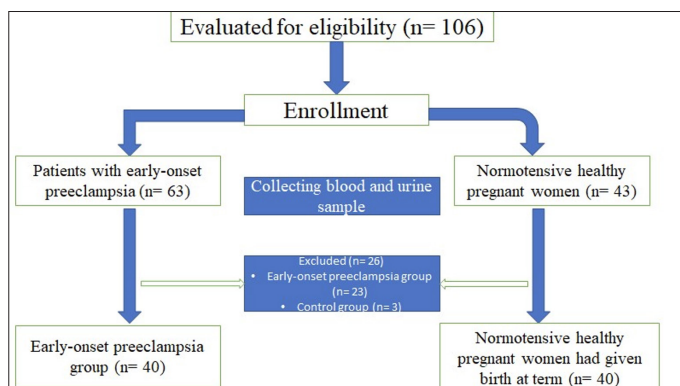 Evaluated for eligibility (n= 106)
Enrollment
Patients with early-onset
preeclampsia (n= 63)
Collecting blood and urine
sample
Normotensive healthy
pregnant women (n= 43)
Excluded (n= 26)
• Early-onset preeclampsia group
(n= 23)
• Control group (n= 3)
Early-onset preeclampsia
group (n= 40)
Normotensive healthy
pregnant women had given
birth at term (n= 40)